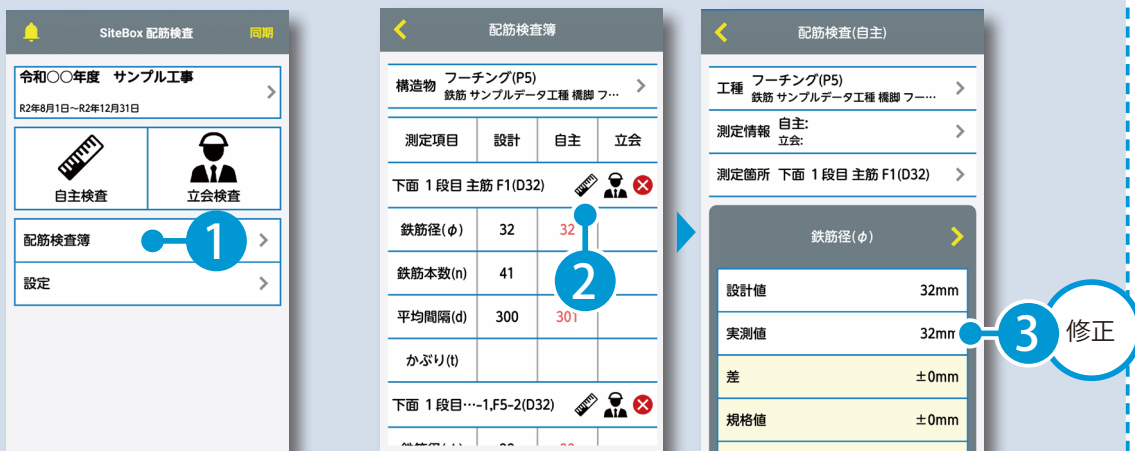 SiteBox 配筋検査 同期
令和○○年度 サンプル工事
R2年8月1日～R2年12月31日
自主検査 立会検査
配筋検査簿
1
設定
配筋検査簿
構造物 フーチング(P5)
鉄筋 サンプルデータ工種 橋脚 フ…
測定項目 設計 自主 立会
下面 1段目 主筋 F1(D32)
鉄筋径(φ) 32 32
鉄筋本数(n) 41
2
平均間隔(d) 300 301
かぶり(t)
下面 1段目…-1,F5-2(D32)
配筋検査(自主)
工種 フーチング(P5)
鉄筋 サンプルデータ工種 橋脚 フー…
測定情報 自主:
立会:
測定箇所 下面 1段目 主筋 F1(D32)
鉄筋径(φ)
設計値 32mm
実測値 32mm
3 修正
差 ±0mm
規格値 ±0mm